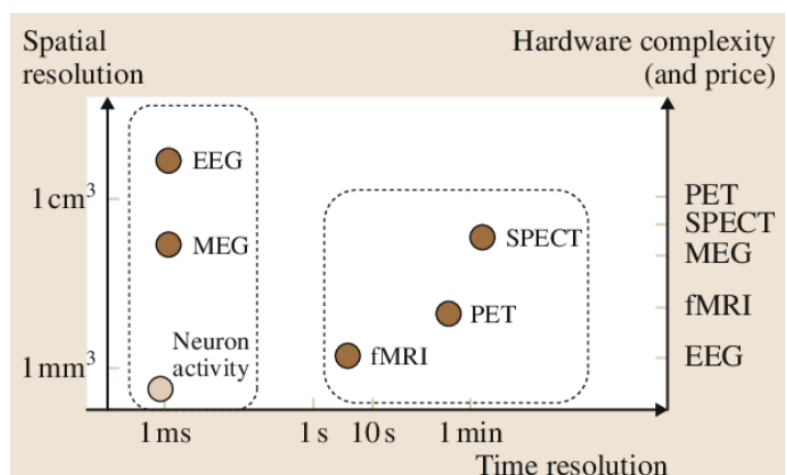 Spatial
resolution
Hardware complexity
(and price)
EEG
1 cm³
PET
SPECT
MEG
SPECT
MEG
PET
fMRI
Neuron
activity
fMRI
1 mm³
EEG
1 ms
1 s
10 s
1 min
Time resolution